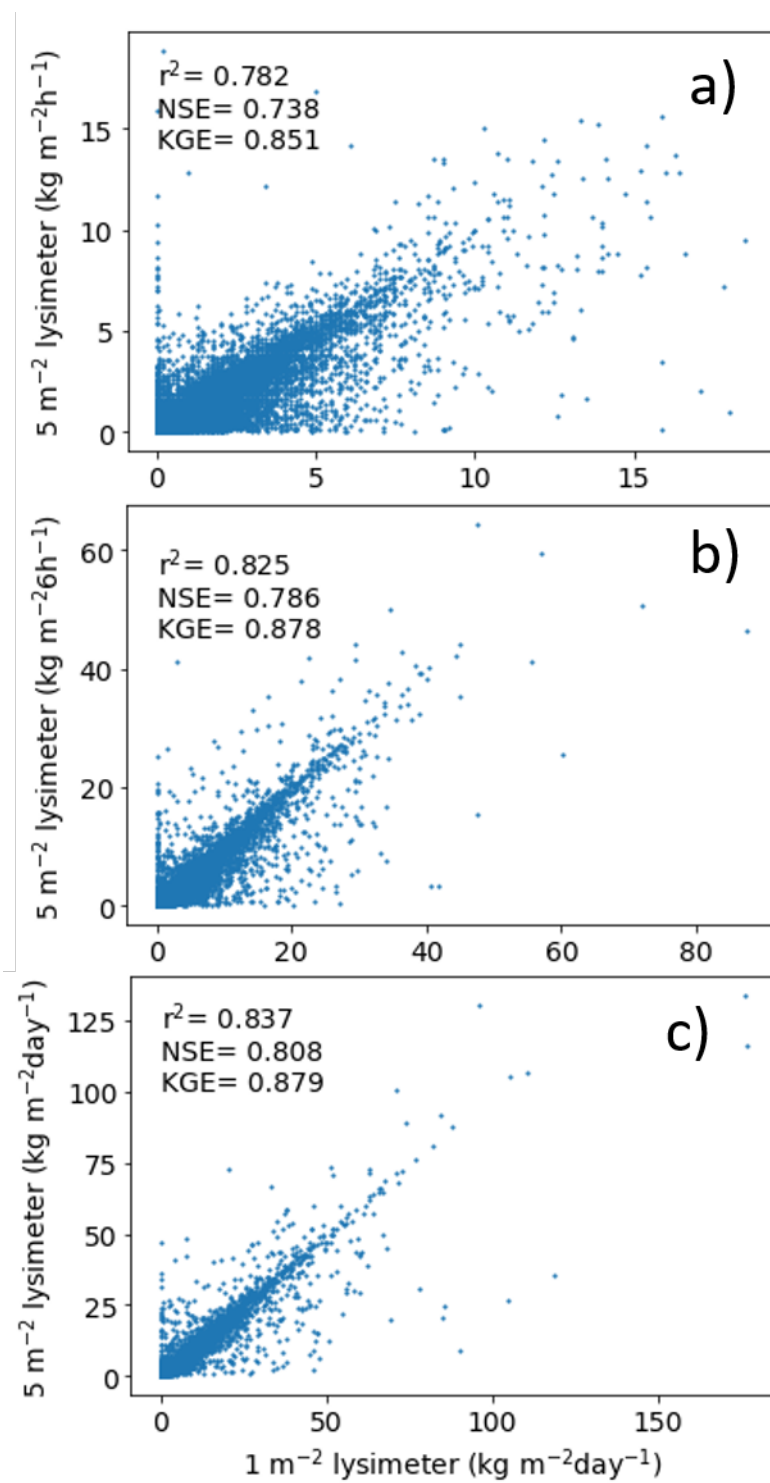 a)
r²= 0.782
NSE= 0.738
KGE= 0.851
5 m⁻² lysimeter (kg m⁻²h⁻¹)
15
10
5
0
0 5 10 15
b)
r²= 0.825
NSE= 0.786
KGE= 0.878
5 m⁻² lysimeter (kg m⁻²6h⁻¹)
60
40
20
0
0 20 40 60 80
c)
r²= 0.837
NSE= 0.808
KGE= 0.879
5 m⁻² lysimeter (kg m⁻²day⁻¹)
125
100
75
50
25
0
0 50 100 150
1 m⁻² lysimeter (kg m⁻²day⁻¹)